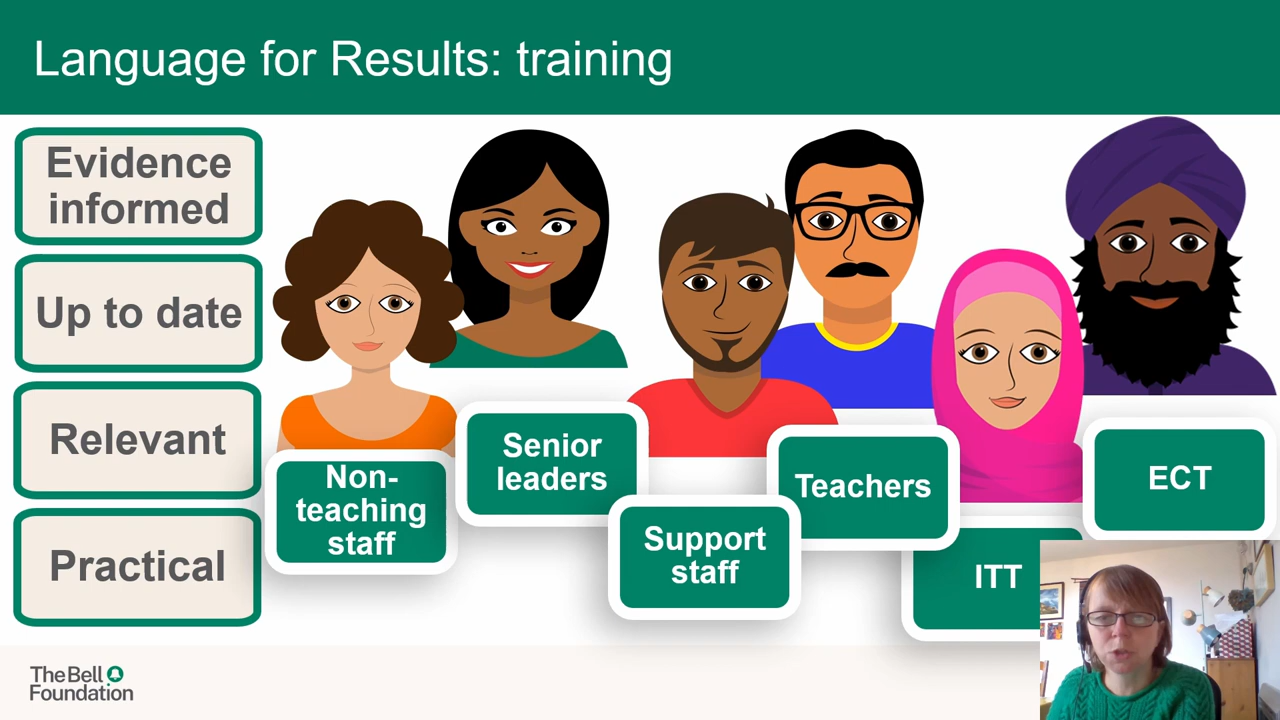 Language for Results: training
Evidence
informed
Up to date
Relevant
Practical
Non-
teaching
staff
Senior
leaders
Support
staff
Teachers
ITT
ECT
The Bell
Foundation